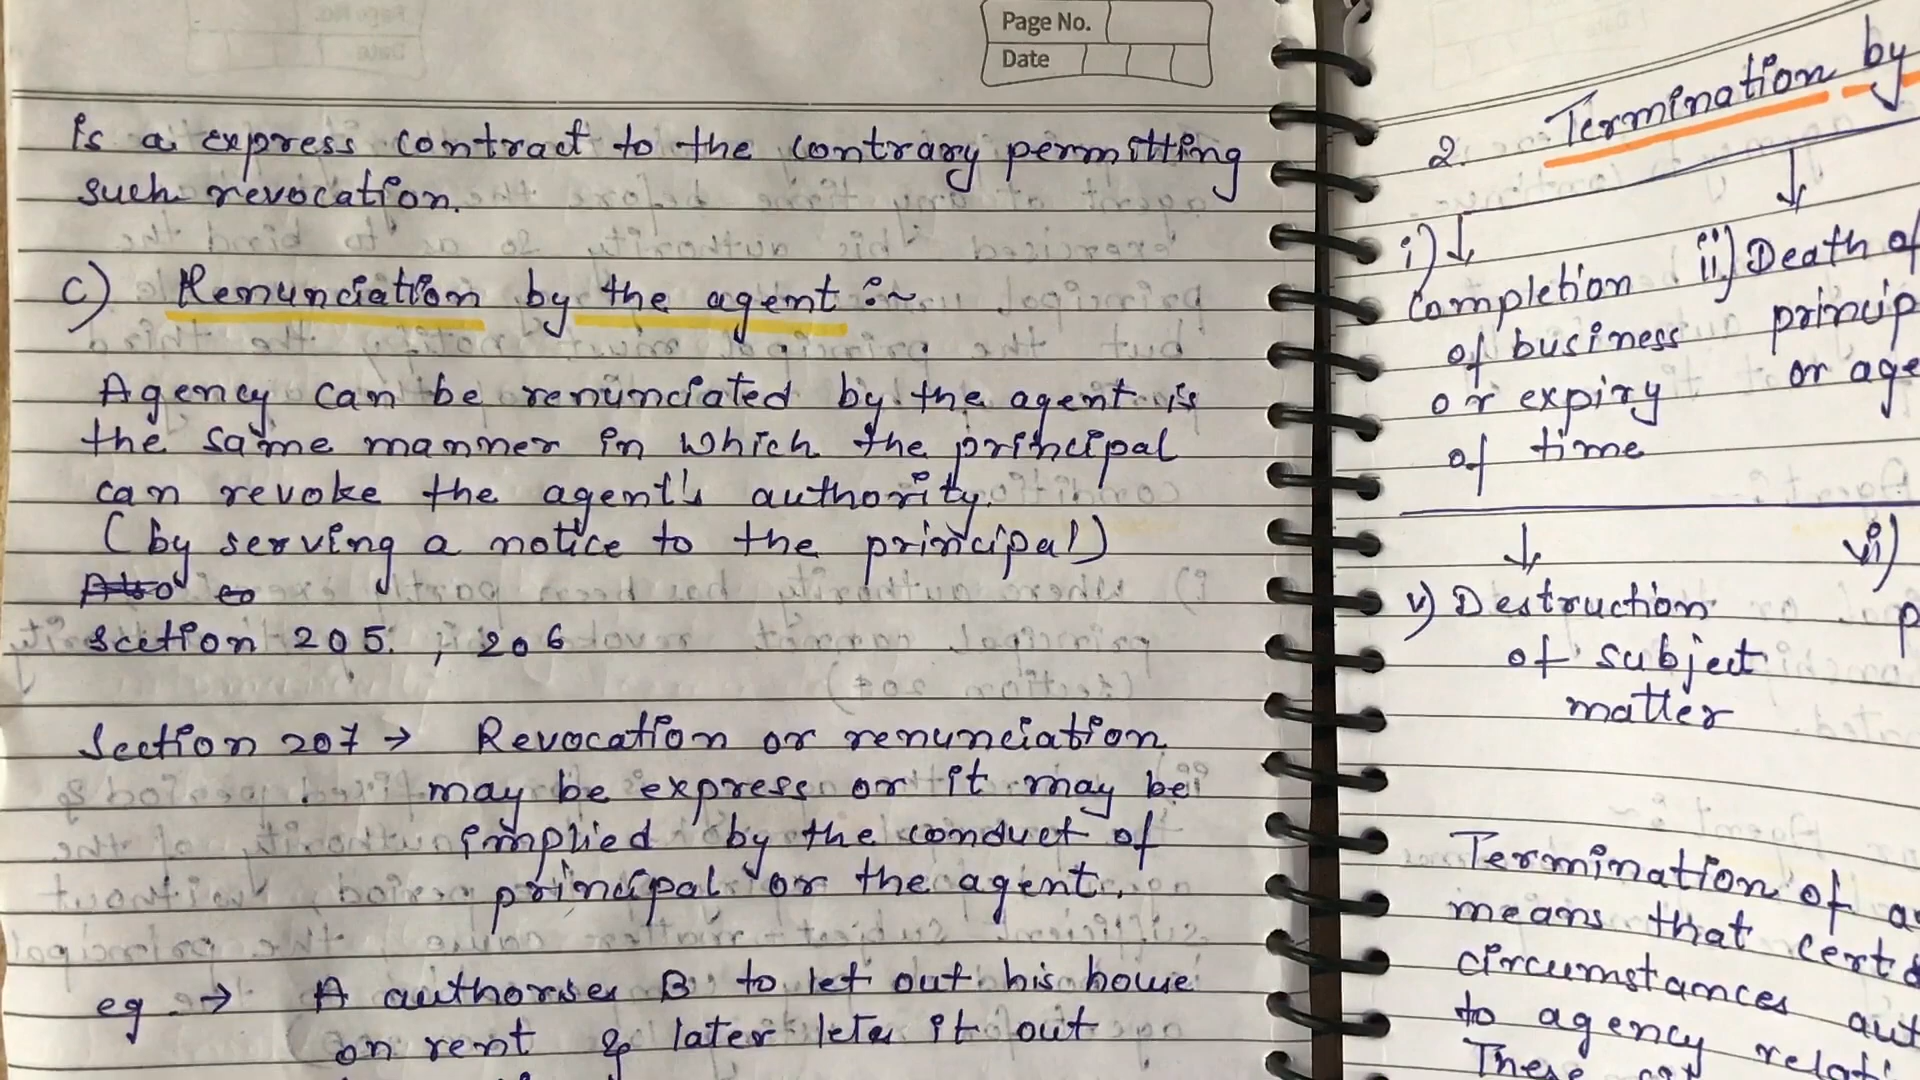 Page No.
Date
is a express contract to the contrary permitting
such revocation.
c) Renunciation by the agent :~
Agency can be renunciated by the agent is
the same manner in which the principal
can revoke the agent's authority.
(by serving a notice to the principal)
section 205. , 206
Section 207 → Revocation or renunciation
may be express or it may be
implied by the conduct of
principal or the agent.
eg → A authorises B to let out his house
on rent & later lets it out
2. Termination by
i) ↓
completion
of business
or expiry
of time
ii) Death of
princip
or age
v) Destruction
of subject
matter
vi)
p
Termination of a
means that certa
circumstances aut
to agency relati
These